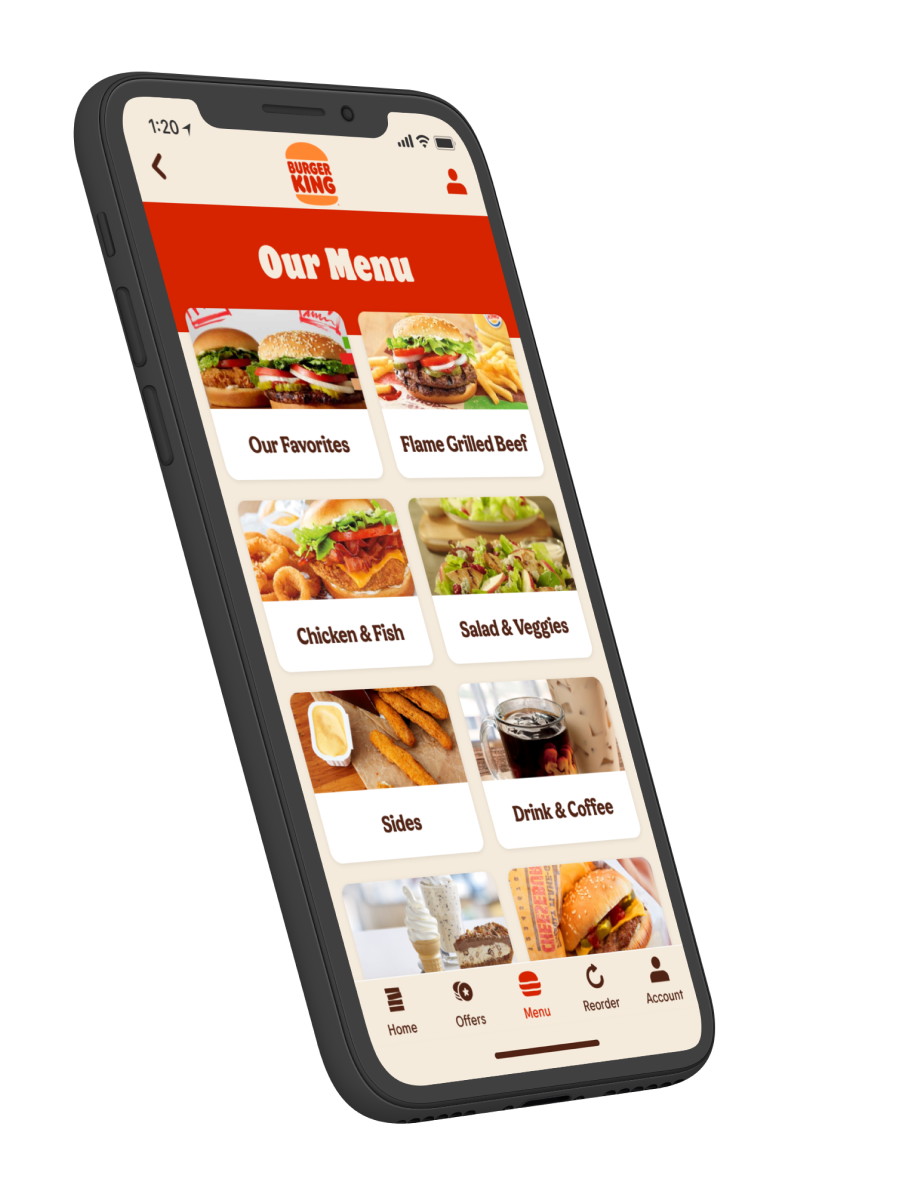 1:20
BURGER
KING
Our Menu
Our Favorites
Flame Grilled Beef
Chicken & Fish
Salad & Veggies
Sides
Drink & Coffee
Home
Offers
Menu
Reorder
Account